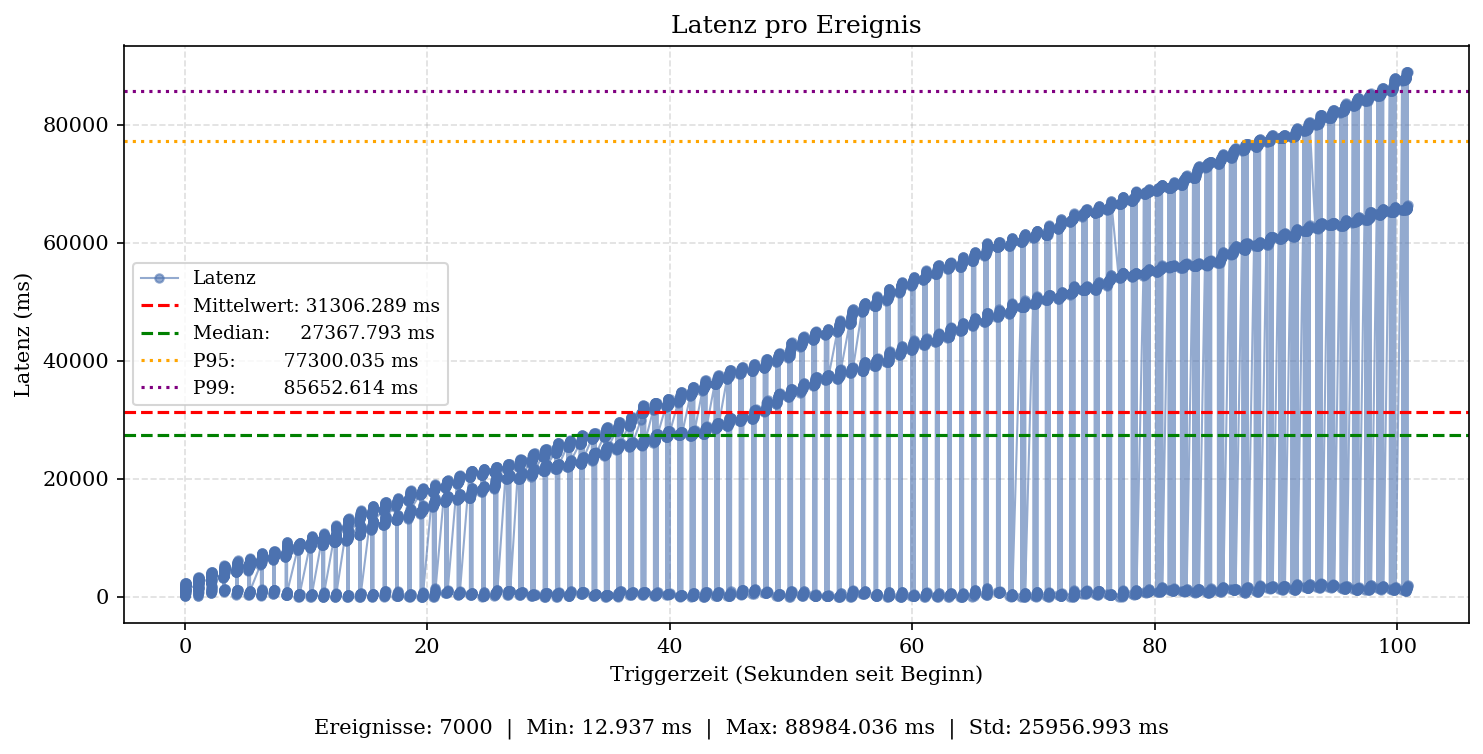 Latenz pro Ereignis
Latenz (ms)
80000
60000
40000
20000
0
Latenz
Mittelwert: 31306.289 ms
Median: 27367.793 ms
P95: 77300.035 ms
P99: 85652.614 ms
0 20 40 60 80 100
Triggerzeit (Sekunden seit Beginn)
Ereignisse: 7000 | Min: 12.937 ms | Max: 88984.036 ms | Std: 25956.993 ms